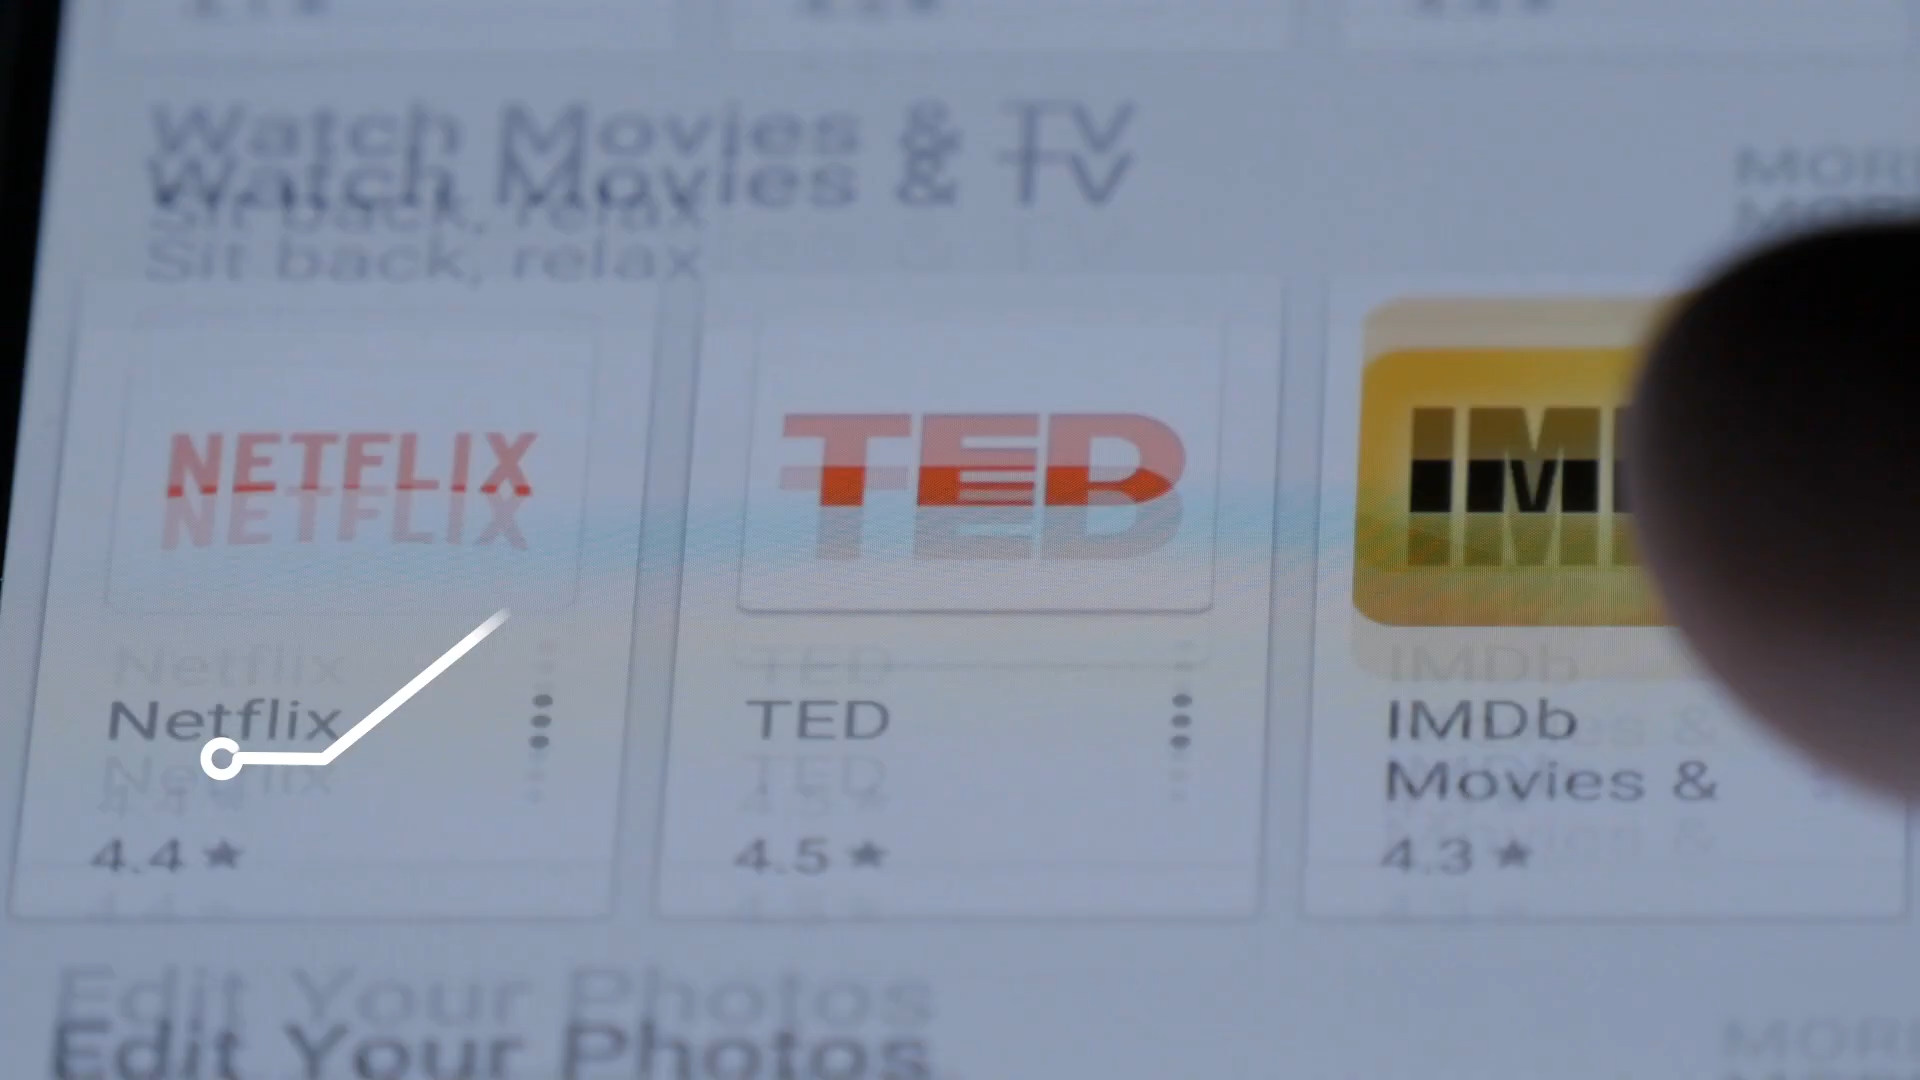 Watch Movies & TV
MORE
Sit back, relax
NETFLIX
TED
IM
Netflix
TED
IMDb
Movies &
4.4 ★
4.5 ★
4.3 ★
Edit Your Photos